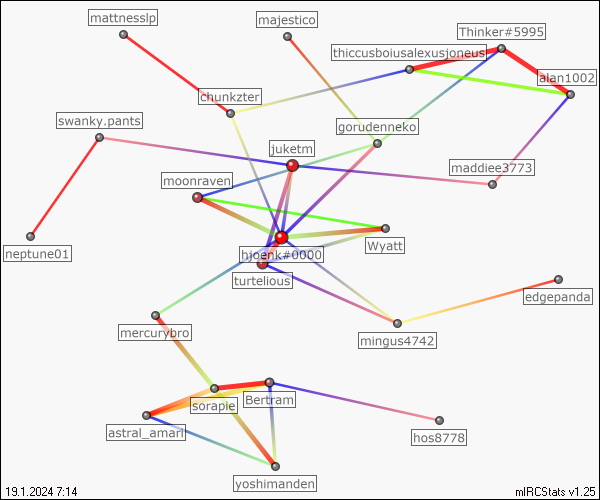 mattnesslp
majestico
Thinker#5995
thiccusboiusalexusjoneus
alan1002
chunkzter
swanky.pants
gorudenneko
juketm
maddiee3773
moonraven
Wyatt
neptune01
hjoenk#0000
turtelious
edgepanda
mercurybro
mingus4742
sorapie
Bertram
astral_amari
hos8778
yoshimanden
19.1.2024 7:14
mIRCStats v1.25